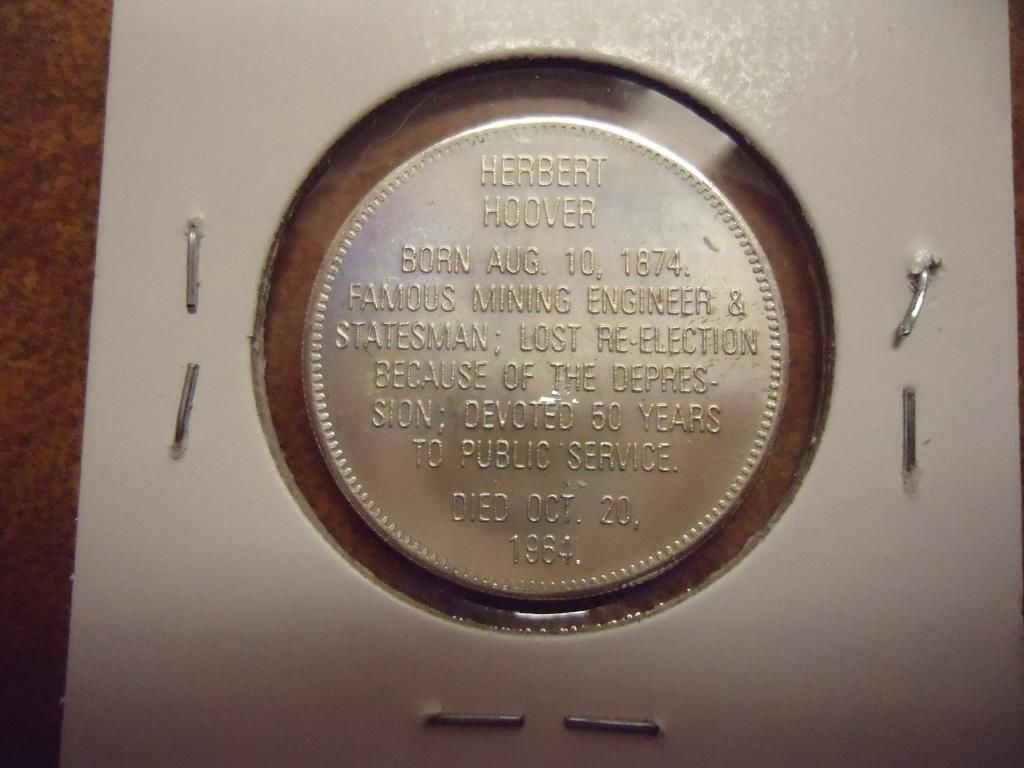 HERBERT
HOOVER
BORN AUG. 10, 1874.
FAMOUS MINING ENGINEER &
STATESMAN; LOST RE-ELECTION
BECAUSE OF THE DEPRES-
SION; DEVOTED 50 YEARS
TO PUBLIC SERVICE.
DIED OCT. 20,
1964.